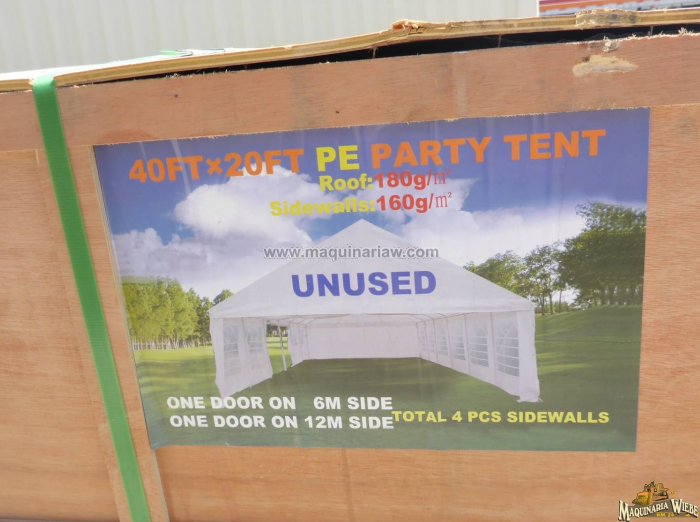 40FT×20FT PE PARTY TENT
Roof:180g/m²
Sidewalls:160g/m²
www.maquinariaw.com
UNUSED
ONE DOOR ON 6M SIDE
ONE DOOR ON 12M SIDE
TOTAL 4 PCS SIDEWALLS
MAQUINARIA WIEBE